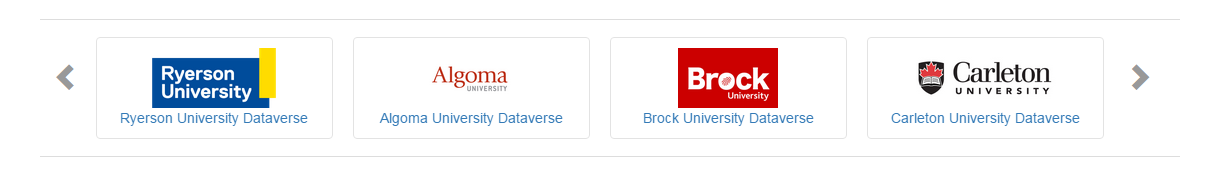 Ryerson
University
Ryerson University Dataverse
Algoma
UNIVERSITY
Algoma University Dataverse
Brock
University
Brock University Dataverse
Carleton
UNIVERSITY
Carleton University Dataverse